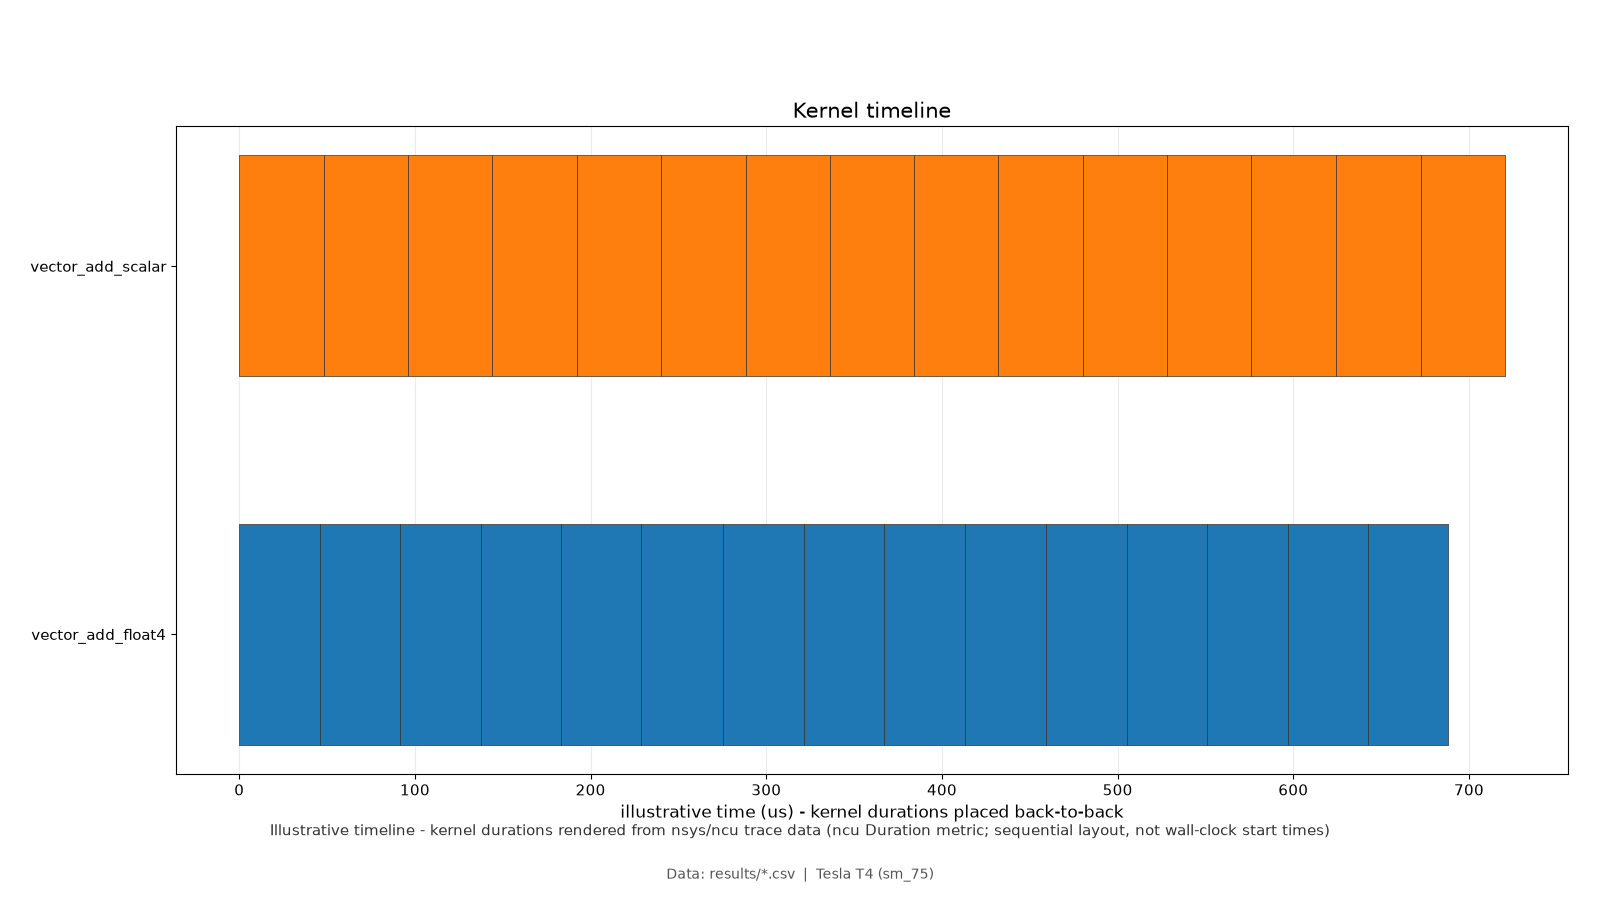 Kernel timeline
vector_add_scalar
vector_add_float4
0 100 200 300 400 500 600 700
illustrative time (us) - kernel durations placed back-to-back
Illustrative timeline - kernel durations rendered from nsys/ncu trace data (ncu Duration metric; sequential layout, not wall-clock start times)
Data: results/*.csv | Tesla T4 (sm_75)